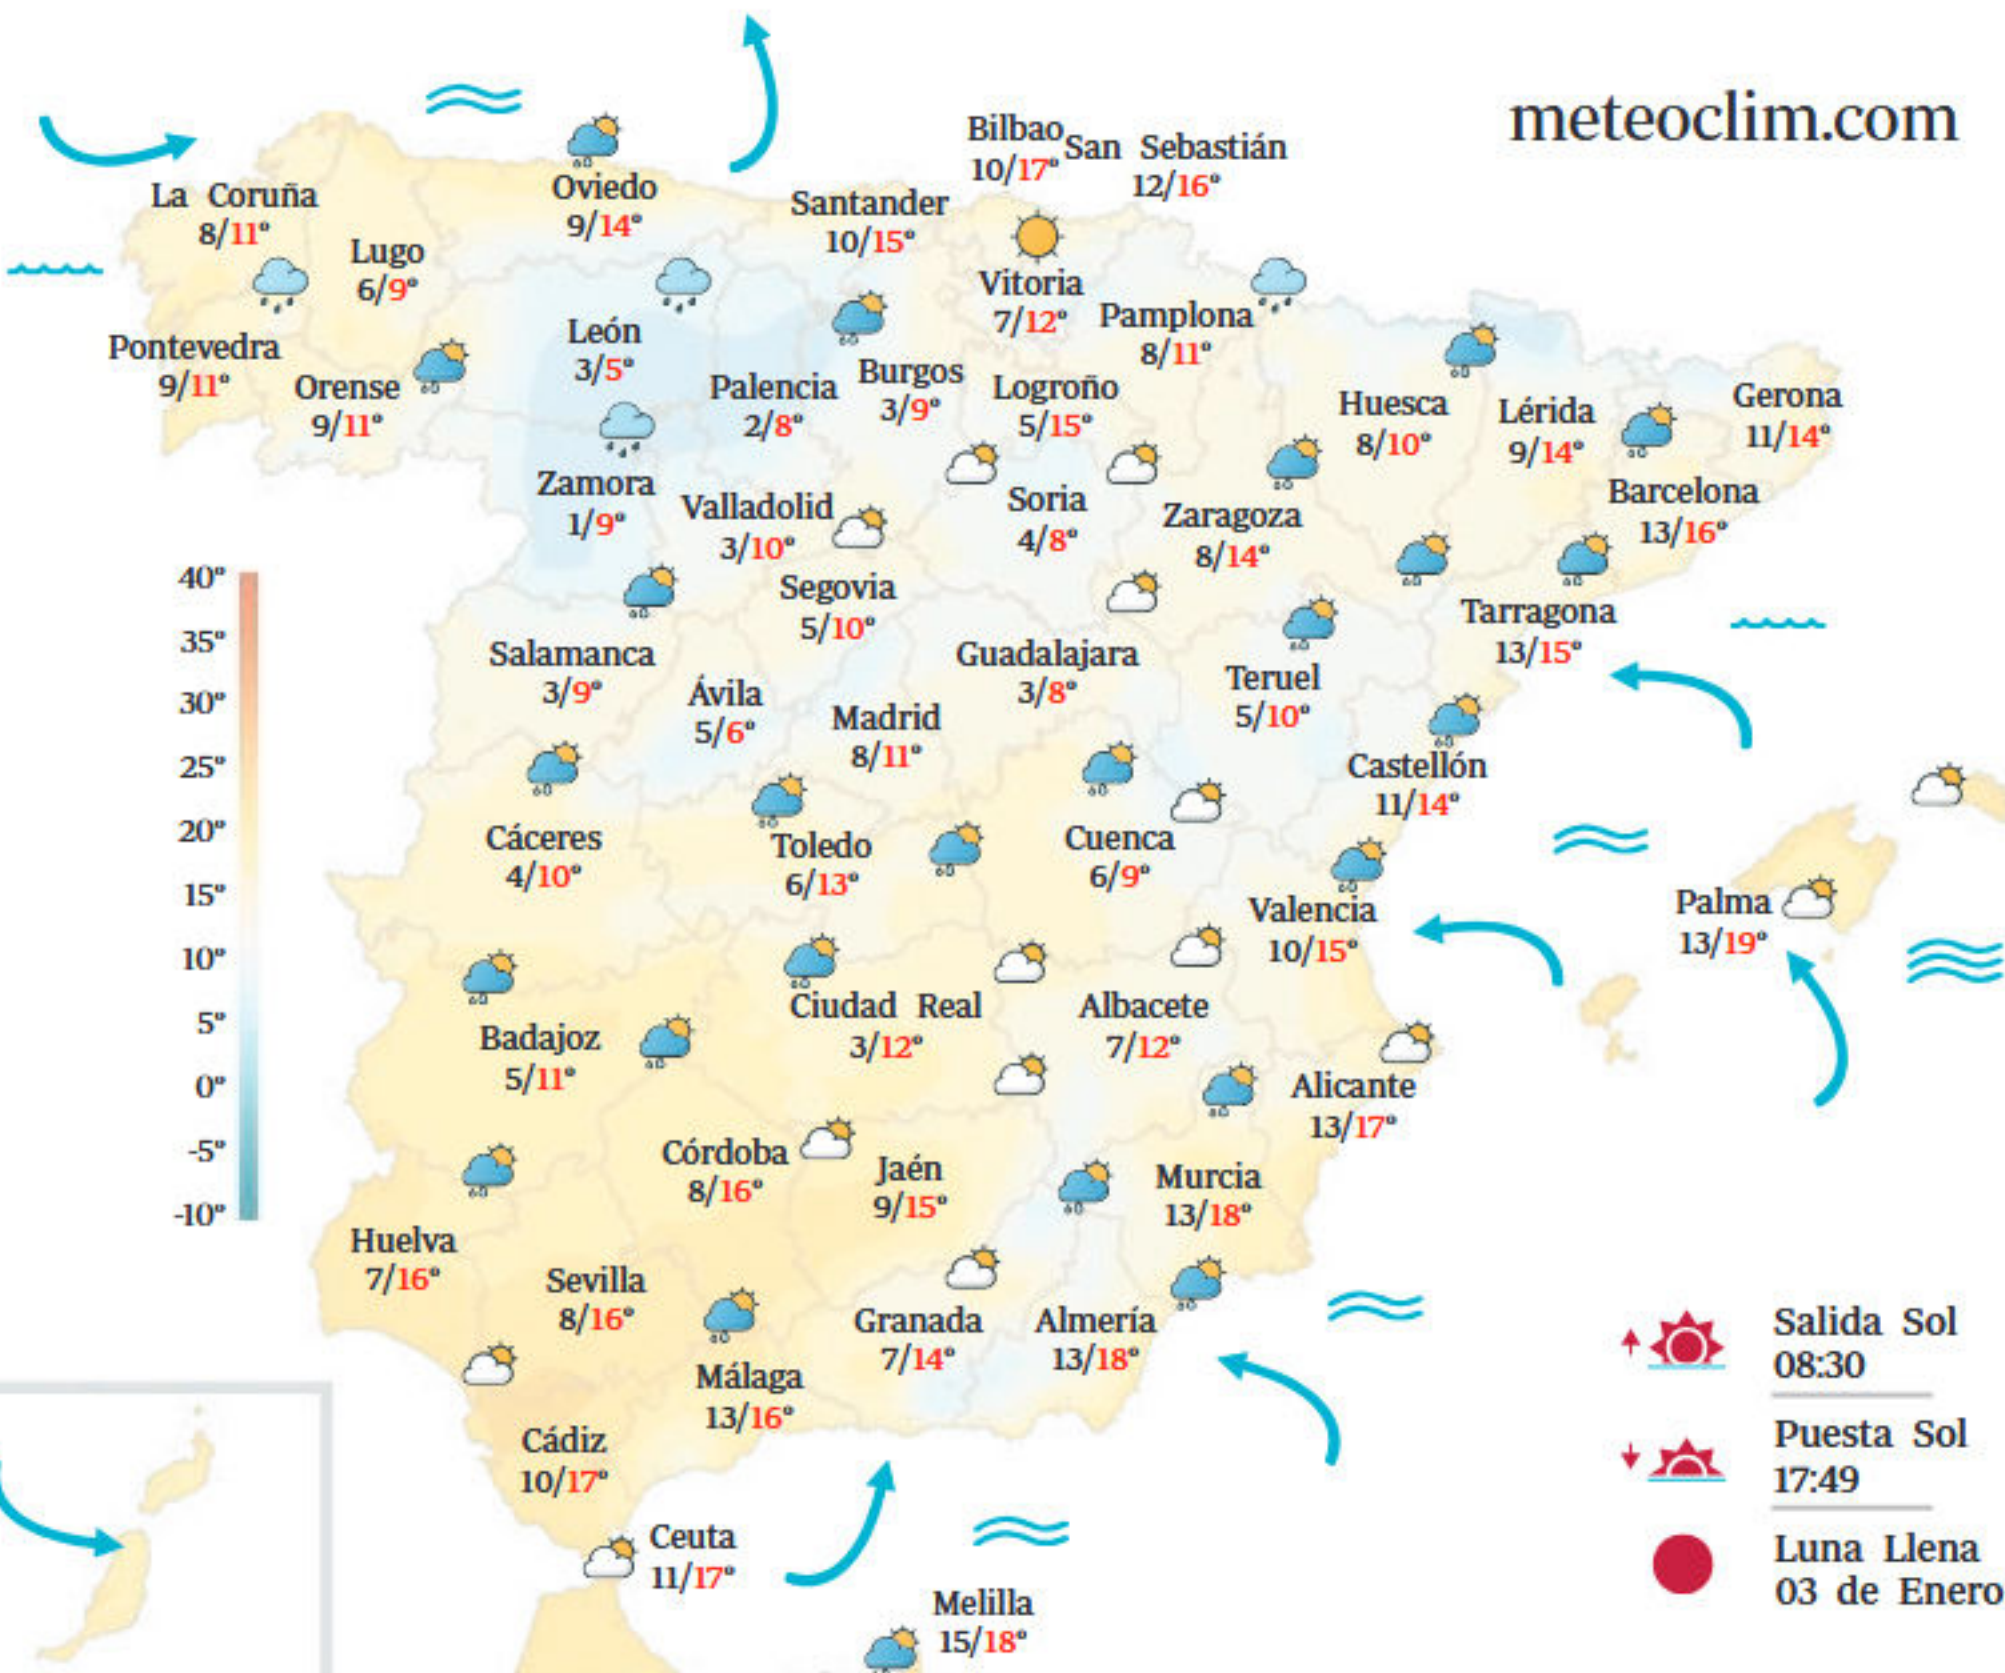 meteoclim.com
Bilbao
10/17°
San Sebastián
12/16°
La Coruña
8/11°
Oviedo
9/14°
Santander
10/15°
Lugo
6/9°
Vitoria
7/12°
Pamplona
8/11°
León
3/5°
Pontevedra
9/11°
Orense
9/11°
Palencia
2/8°
Burgos
3/9°
Logroño
5/15°
Huesca
8/10°
Lérida
9/14°
Gerona
11/14°
Zamora
1/9°
Valladolid
3/10°
Soria
4/8°
Zaragoza
8/14°
Barcelona
13/16°
Segovia
5/10°
Tarragona
13/15°
Salamanca
3/9°
Ávila
5/6°
Madrid
8/11°
Guadalajara
3/8°
Teruel
5/10°
Castellón
11/14°
Cáceres
4/10°
Toledo
6/13°
Cuenca
6/9°
Valencia
10/15°
Palma
13/19°
Badajoz
5/11°
Ciudad Real
3/12°
Albacete
7/12°
Alicante
13/17°
Córdoba
8/16°
Jaén
9/15°
Murcia
13/18°
Huelva
7/16°
Sevilla
8/16°
Granada
7/14°
Almería
13/18°
Málaga
13/16°
Cádiz
10/17°
Ceuta
11/17°
Melilla
15/18°
40°
35°
30°
25°
20°
15°
10°
5°
0°
-5°
-10°
Salida Sol
08:30
Puesta Sol
17:49
Luna Llena
03 de Enero